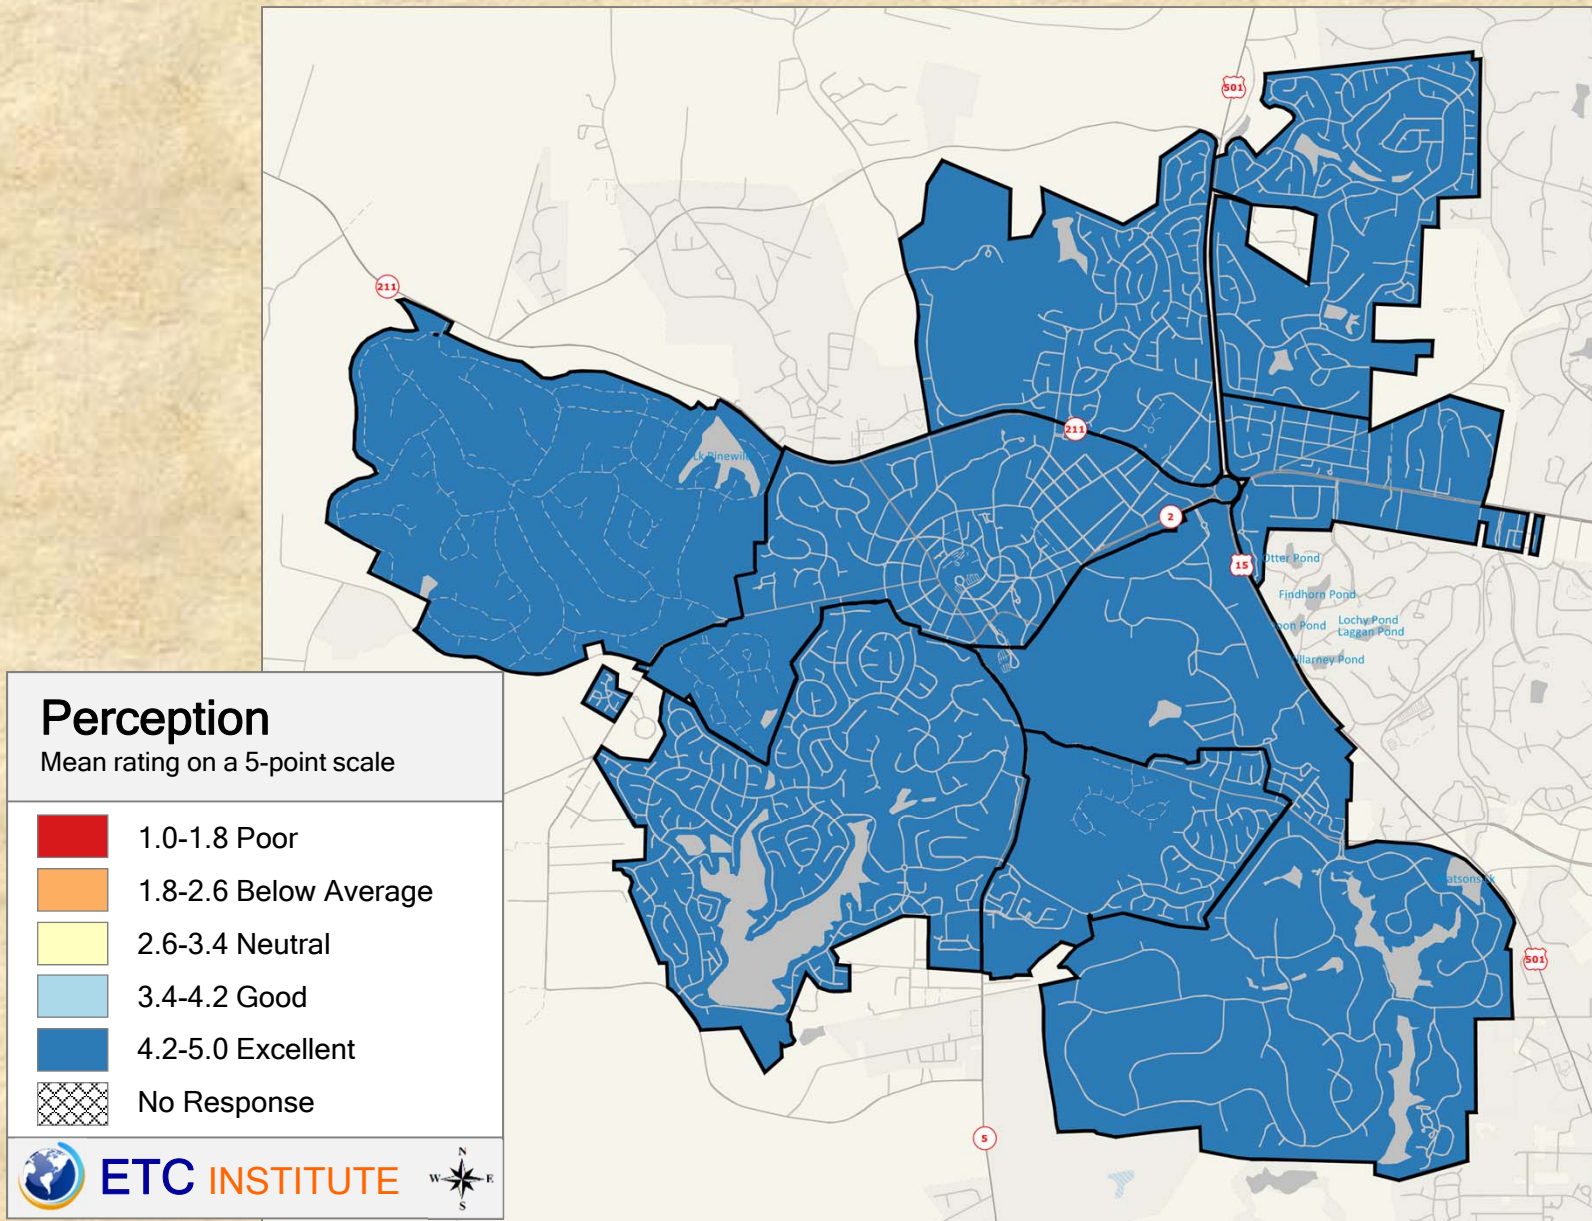 501
211
Lk Pinewild
211
2
15
Otter Pond
Findhorn Pond
Lochy Pond
Laggan Pond
Perception
Mean rating on a 5-point scale
1.0-1.8 Poor
1.8-2.6 Below Average
2.6-3.4 Neutral
3.4-4.2 Good
4.2-5.0 Excellent
No Response
501
5
ETC INSTITUTE
N
W E
S